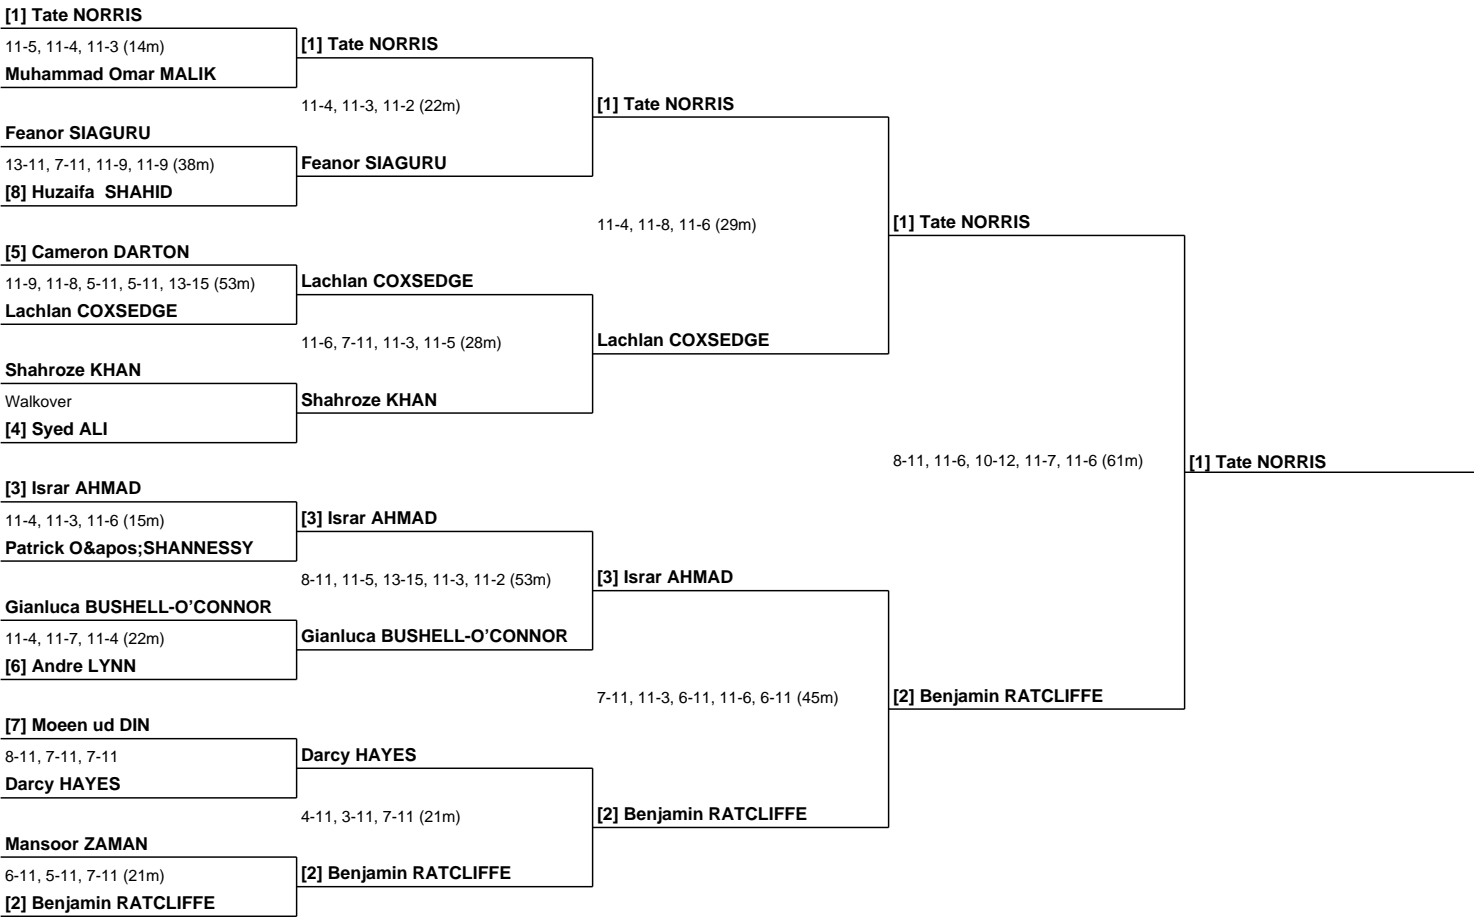 [1] Tate NORRIS
11-5, 11-4, 11-3 (14m)
Muhammad Omar MALIK
Feanor SIAGURU
13-11, 7-11, 11-9, 11-9 (38m)
[8] Huzaifa  SHAHID
[5] Cameron DARTON
11-9, 11-8, 5-11, 5-11, 13-15 (53m)
Lachlan COXSEDGE
Shahroze KHAN
Walkover
[4] Syed ALI
[3] Israr AHMAD
11-4, 11-3, 11-6 (15m)
Patrick O&apos;SHANNESSY
Gianluca BUSHELL-O'CONNOR
11-4, 11-7, 11-4 (22m)
[6] Andre LYNN
[7] Moeen ud DIN
8-11, 7-11, 7-11
Darcy HAYES
Mansoor ZAMAN
6-11, 5-11, 7-11 (21m)
[2] Benjamin RATCLIFFE
[1] Tate NORRIS
11-4, 11-3, 11-2 (22m)
Feanor SIAGURU
Lachlan COXSEDGE
11-6, 7-11, 11-3, 11-5 (28m)
Shahroze KHAN
[3] Israr AHMAD
8-11, 11-5, 13-15, 11-3, 11-2 (53m)
Gianluca BUSHELL-O'CONNOR
Darcy HAYES
4-11, 3-11, 7-11 (21m)
[2] Benjamin RATCLIFFE
[1] Tate NORRIS
11-4, 11-8, 11-6 (29m)
Lachlan COXSEDGE
[3] Israr AHMAD
7-11, 11-3, 6-11, 11-6, 6-11 (45m)
[2] Benjamin RATCLIFFE
[1] Tate NORRIS
8-11, 11-6, 10-12, 11-7, 11-6 (61m)
[2] Benjamin RATCLIFFE
[1] Tate NORRIS